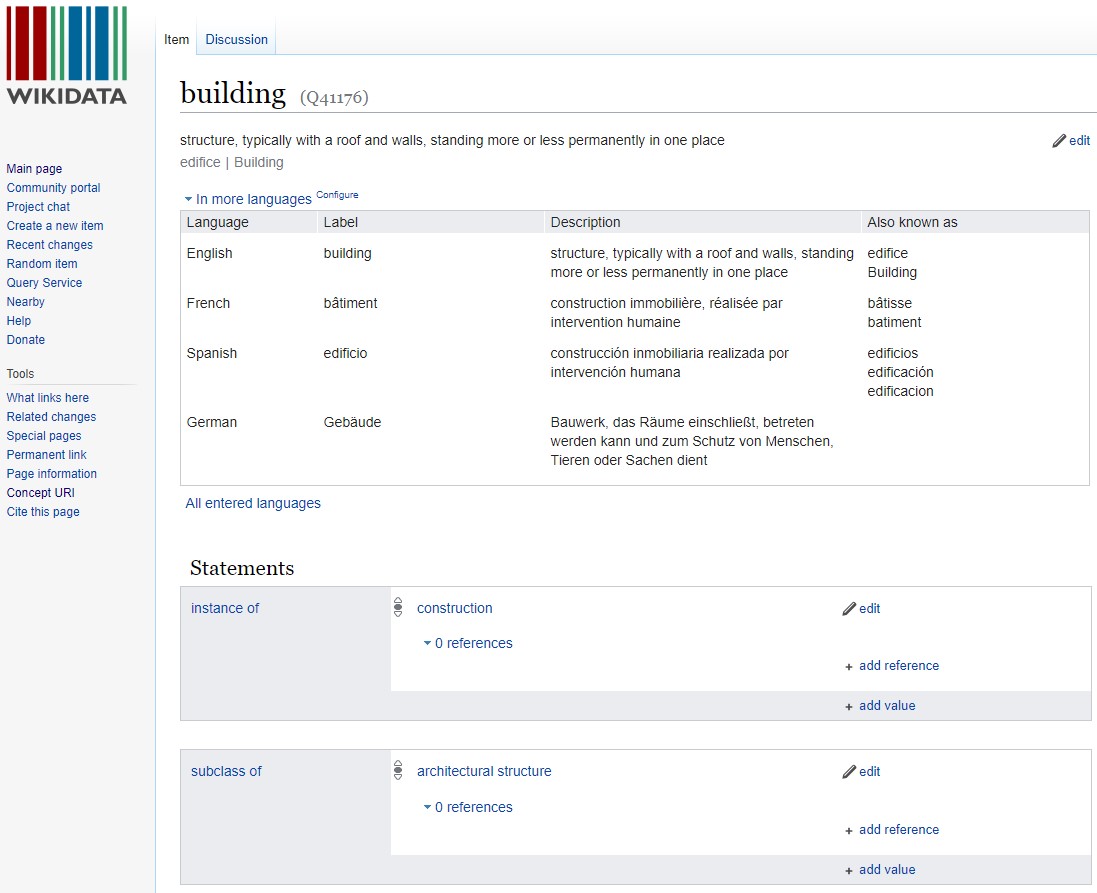 WIKIDATA
Main page
Community portal
Project chat
Create a new item
Recent changes
Random item
Query Service
Nearby
Help
Donate
Tools
What links here
Related changes
Special pages
Permanent link
Page information
Concept URI
Cite this page
Item Discussion
building (Q41176)
structure, typically with a roof and walls, standing more or less permanently in one place edit
edifice | Building
In more languages Configure
Language Label Description Also known as
English building structure, typically with a roof and walls, standing edifice
more or less permanently in one place Building
French bâtiment construction immobilière, réalisée par bâtisse
intervention humaine batiment
Spanish edificio construcción inmobiliaria realizada por edificios
intervención humana edificación
edificacion
German Gebäude Bauwerk, das Räume einschließt, betreten
werden kann und zum Schutz von Menschen,
Tieren oder Sachen dient
All entered languages
Statements
instance of construction edit
0 references
+ add reference
+ add value
subclass of architectural structure edit
0 references
+ add reference
+ add value